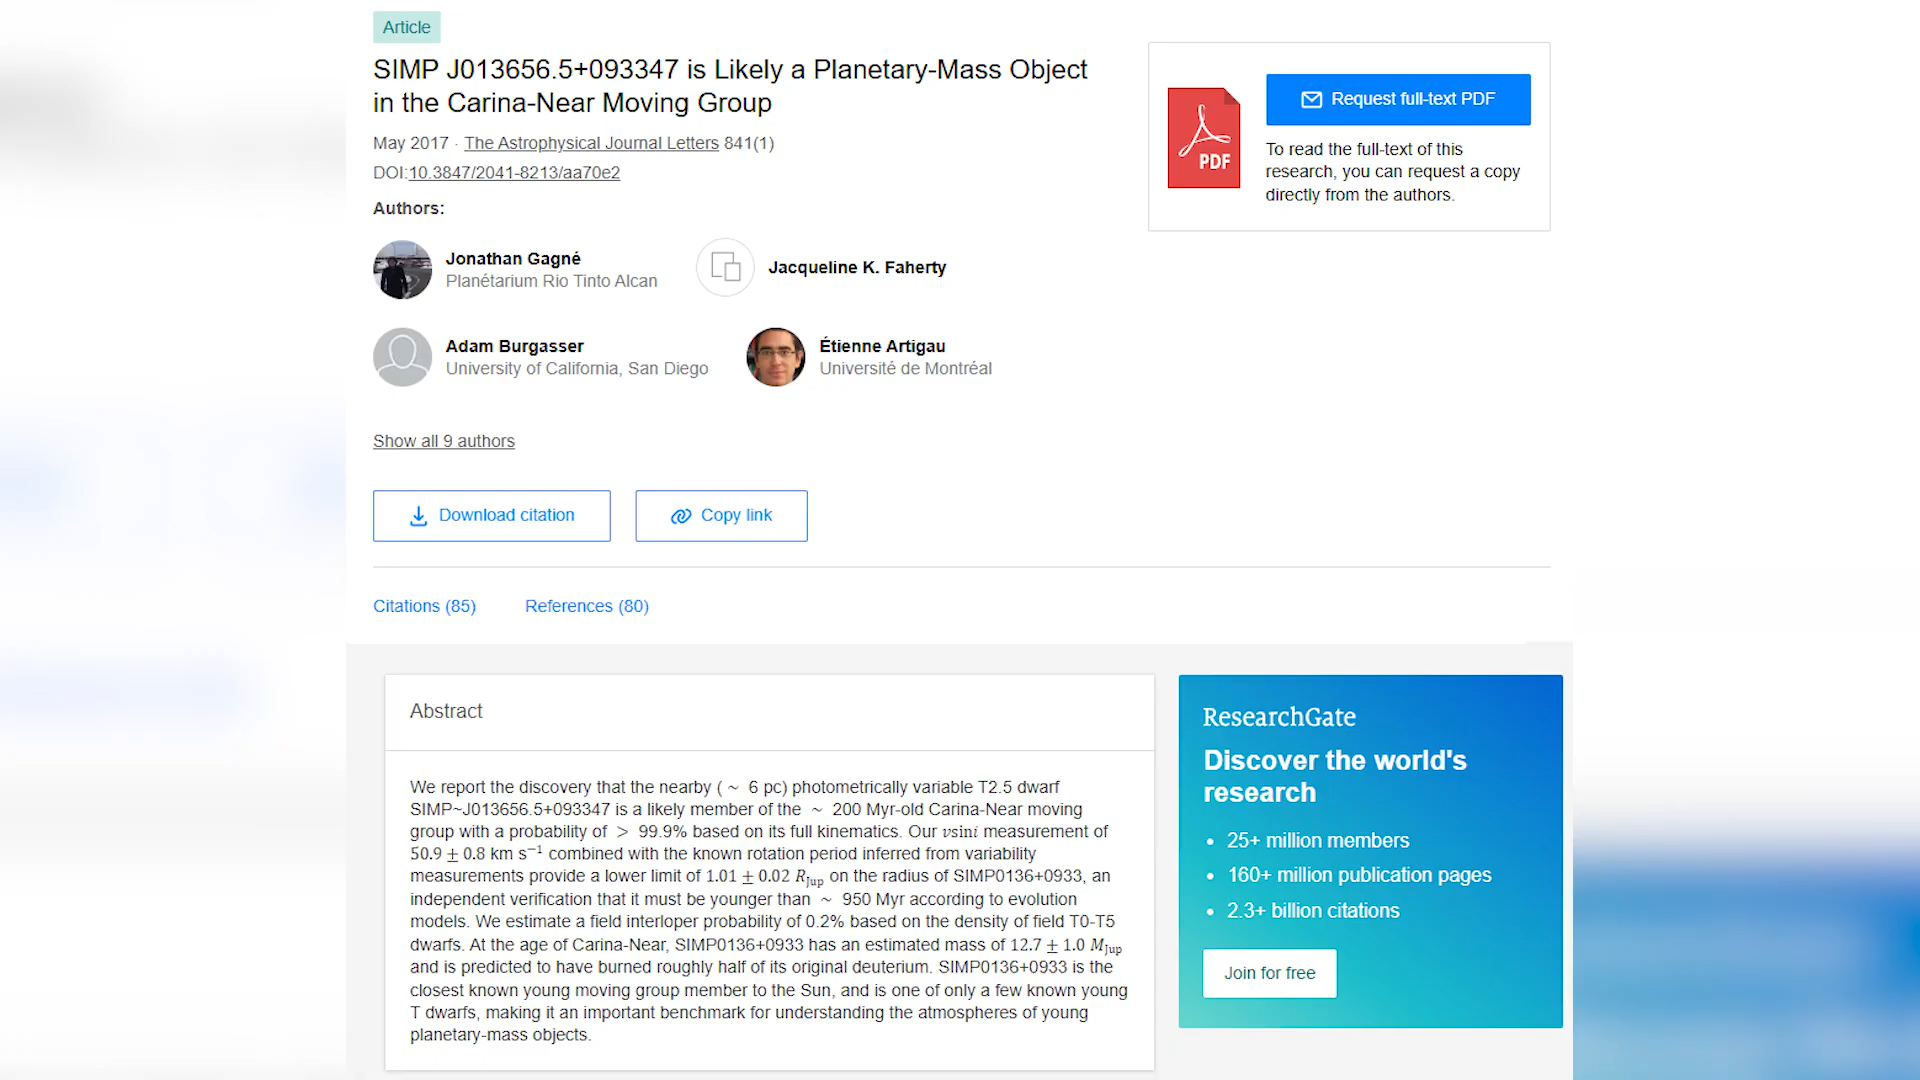 Article
SIMP J013656.5+093347 is Likely a Planetary-Mass Object
in the Carina-Near Moving Group
May 2017 · The Astrophysical Journal Letters 841(1)
DOI:10.3847/2041-8213/aa70e2
Authors:
Jonathan Gagné
Planétarium Rio Tinto Alcan
Jacqueline K. Faherty
Adam Burgasser
University of California, San Diego
Étienne Artigau
Université de Montréal
Show all 9 authors
Download citation
Copy link
PDF
Request full-text PDF
To read the full-text of this
research, you can request a copy
directly from the authors.
Citations (85)
References (80)
Abstract
We report the discovery that the nearby ( ~ 6 pc) photometrically variable T2.5 dwarf
SIMP~J013656.5+093347 is a likely member of the ~ 200 Myr-old Carina-Near moving
group with a probability of > 99.9% based on its full kinematics. Our vsini measurement of
50.9 ± 0.8 km s⁻¹ combined with the known rotation period inferred from variability
measurements provide a lower limit of 1.01 ± 0.02 R_Jup on the radius of SIMP0136+0933, an
independent verification that it must be younger than ~ 950 Myr according to evolution
models. We estimate a field interloper probability of 0.2% based on the density of field T0-T5
dwarfs. At the age of Carina-Near, SIMP0136+0933 has an estimated mass of 12.7 ± 1.0 M_Jup
and is predicted to have burned roughly half of its original deuterium. SIMP0136+0933 is the
closest known young moving group member to the Sun, and is one of only a few known young
T dwarfs, making it an important benchmark for understanding the atmospheres of young
planetary-mass objects.
ResearchGate
Discover the world's
research
• 25+ million members
• 160+ million publication pages
• 2.3+ billion citations
Join for free